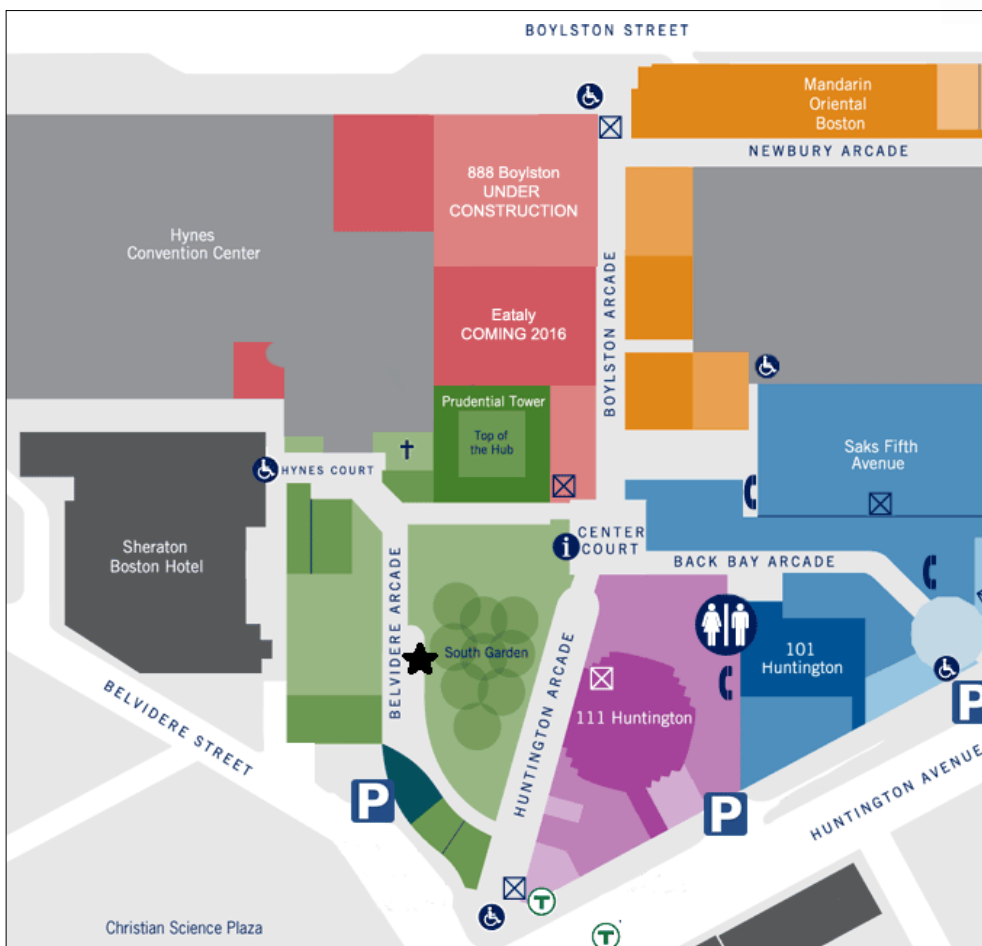 BOYLSTON STREET
Mandarin
Oriental
Boston
NEWBURY ARCADE
888 Boylston
UNDER
CONSTRUCTION
Hynes
Convention Center
BOYLSTON ARCADE
Eataly
COMING 2016
Prudential Tower
Top of
the Hub
Saks Fifth
Avenue
HYNES COURT
CENTER
COURT
i
BACK BAY ARCADE
Sheraton
Boston Hotel
BELVIDERE ARCADE
South Garden
HUNTINGTON ARCADE
101
Huntington
111 Huntington
BELVIDERE STREET
P
P
P
HUNTINGTON AVENUE
T
T
Christian Science Plaza